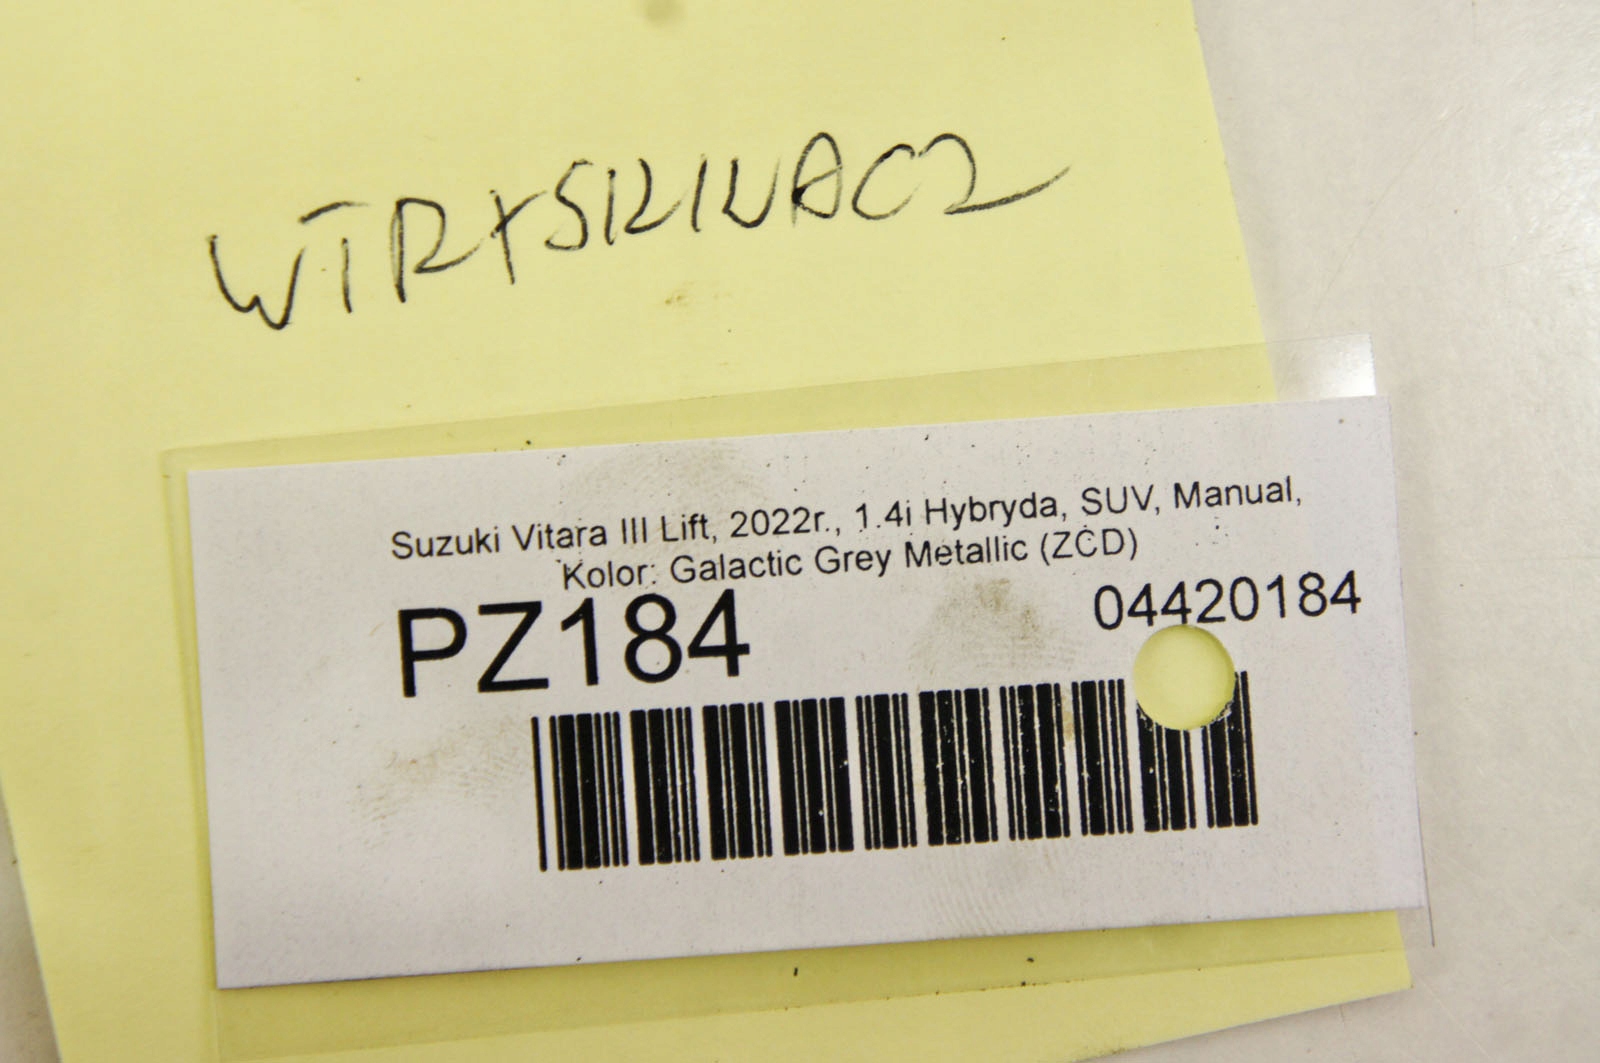 WTRYSKIWACZ
Suzuki Vitara III Lift, 2022r., 1.4i Hybryda, SUV, Manual,
Kolor: Galactic Grey Metallic (ZCD)
PZ184
04420184